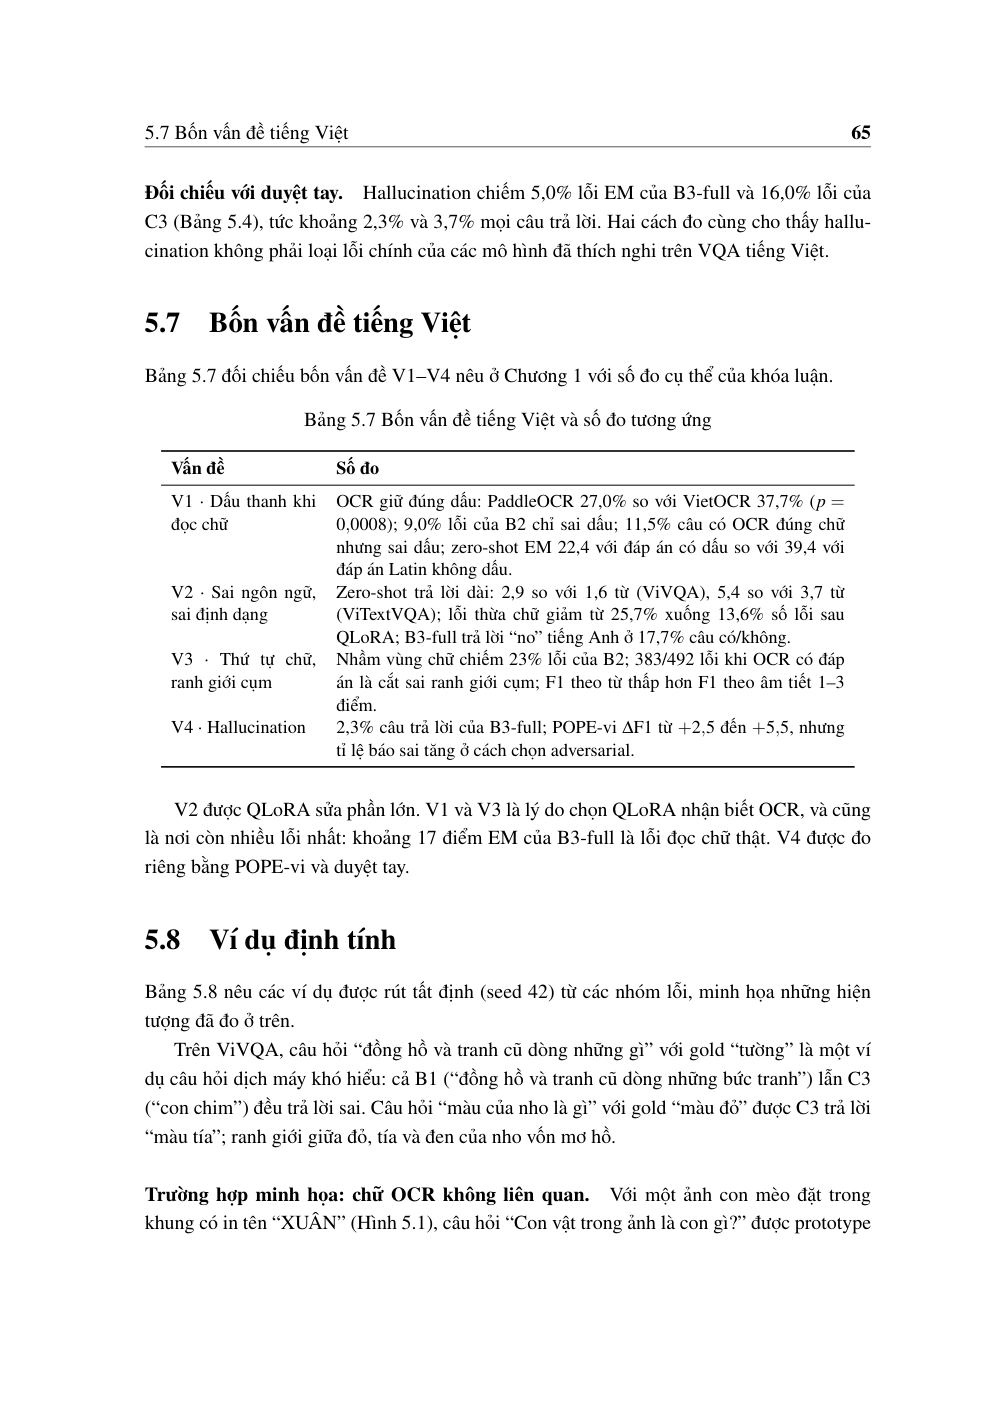 5.7 Bốn vấn đề tiếng Việt 65
Đối chiếu với duyệt tay. Hallucination chiếm 5,0% lỗi EM của B3-full và 16,0% lỗi của
C3 (Bảng 5.4), tức khoảng 2,3% và 3,7% mọi câu trả lời. Hai cách đo cùng cho thấy hallu-
cination không phải loại lỗi chính của các mô hình đã thích nghi trên VQA tiếng Việt.
5.7 Bốn vấn đề tiếng Việt
Bảng 5.7 đối chiếu bốn vấn đề V1–V4 nêu ở Chương 1 với số đo cụ thể của khóa luận.
Bảng 5.7 Bốn vấn đề tiếng Việt và số đo tương ứng
Vấn đề Số đo
V1 · Dấu thanh khi OCR giữ đúng dấu: PaddleOCR 27,0% so với VietOCR 37,7% (p =
đọc chữ 0,0008); 9,0% lỗi của B2 chỉ sai dấu; 11,5% câu có OCR đúng chữ
nhưng sai dấu; zero-shot EM 22,4 với đáp án có dấu so với 39,4 với
đáp án Latin không dấu.
V2 · Sai ngôn ngữ, Zero-shot trả lời dài: 2,9 so với 1,6 từ (ViVQA), 5,4 so với 3,7 từ
sai định dạng (ViTextVQA); lỗi thừa chữ giảm từ 25,7% xuống 13,6% số lỗi sau
QLoRA; B3-full trả lời “no” tiếng Anh ở 17,7% câu có/không.
V3 · Thứ tự chữ, Nhầm vùng chữ chiếm 23% lỗi của B2; 383/492 lỗi khi OCR có đáp
ranh giới cụm án là cắt sai ranh giới cụm; F1 theo từ thấp hơn F1 theo âm tiết 1–3
điểm.
V4 · Hallucination 2,3% câu trả lời của B3-full; POPE-vi ΔF1 từ +2,5 đến +5,5, nhưng
tỉ lệ báo sai tăng ở cách chọn adversarial.
V2 được QLoRA sửa phần lớn. V1 và V3 là lý do chọn QLoRA nhận biết OCR, và cũng
là nơi còn nhiều lỗi nhất: khoảng 17 điểm EM của B3-full là lỗi đọc chữ thật. V4 được đo
riêng bằng POPE-vi và duyệt tay.
5.8 Ví dụ định tính
Bảng 5.8 nêu các ví dụ được rút tất định (seed 42) từ các nhóm lỗi, minh họa những hiện
tượng đã đo ở trên.
Trên ViVQA, câu hỏi “đồng hồ và tranh cũ dòng những gì” với gold “tường” là một ví
dụ câu hỏi dịch máy khó hiểu: cả B1 (“đồng hồ và tranh cũ dòng những bức tranh”) lẫn C3
(“con chim”) đều trả lời sai. Câu hỏi “màu của nho là gì” với gold “màu đỏ” được C3 trả lời
“màu tía”; ranh giới giữa đỏ, tía và đen của nho vốn mơ hồ.
Trường hợp minh họa: chữ OCR không liên quan. Với một ảnh con mèo đặt trong
khung có in tên “XUÂN” (Hình 5.1), câu hỏi “Con vật trong ảnh là con gì?” được prototype